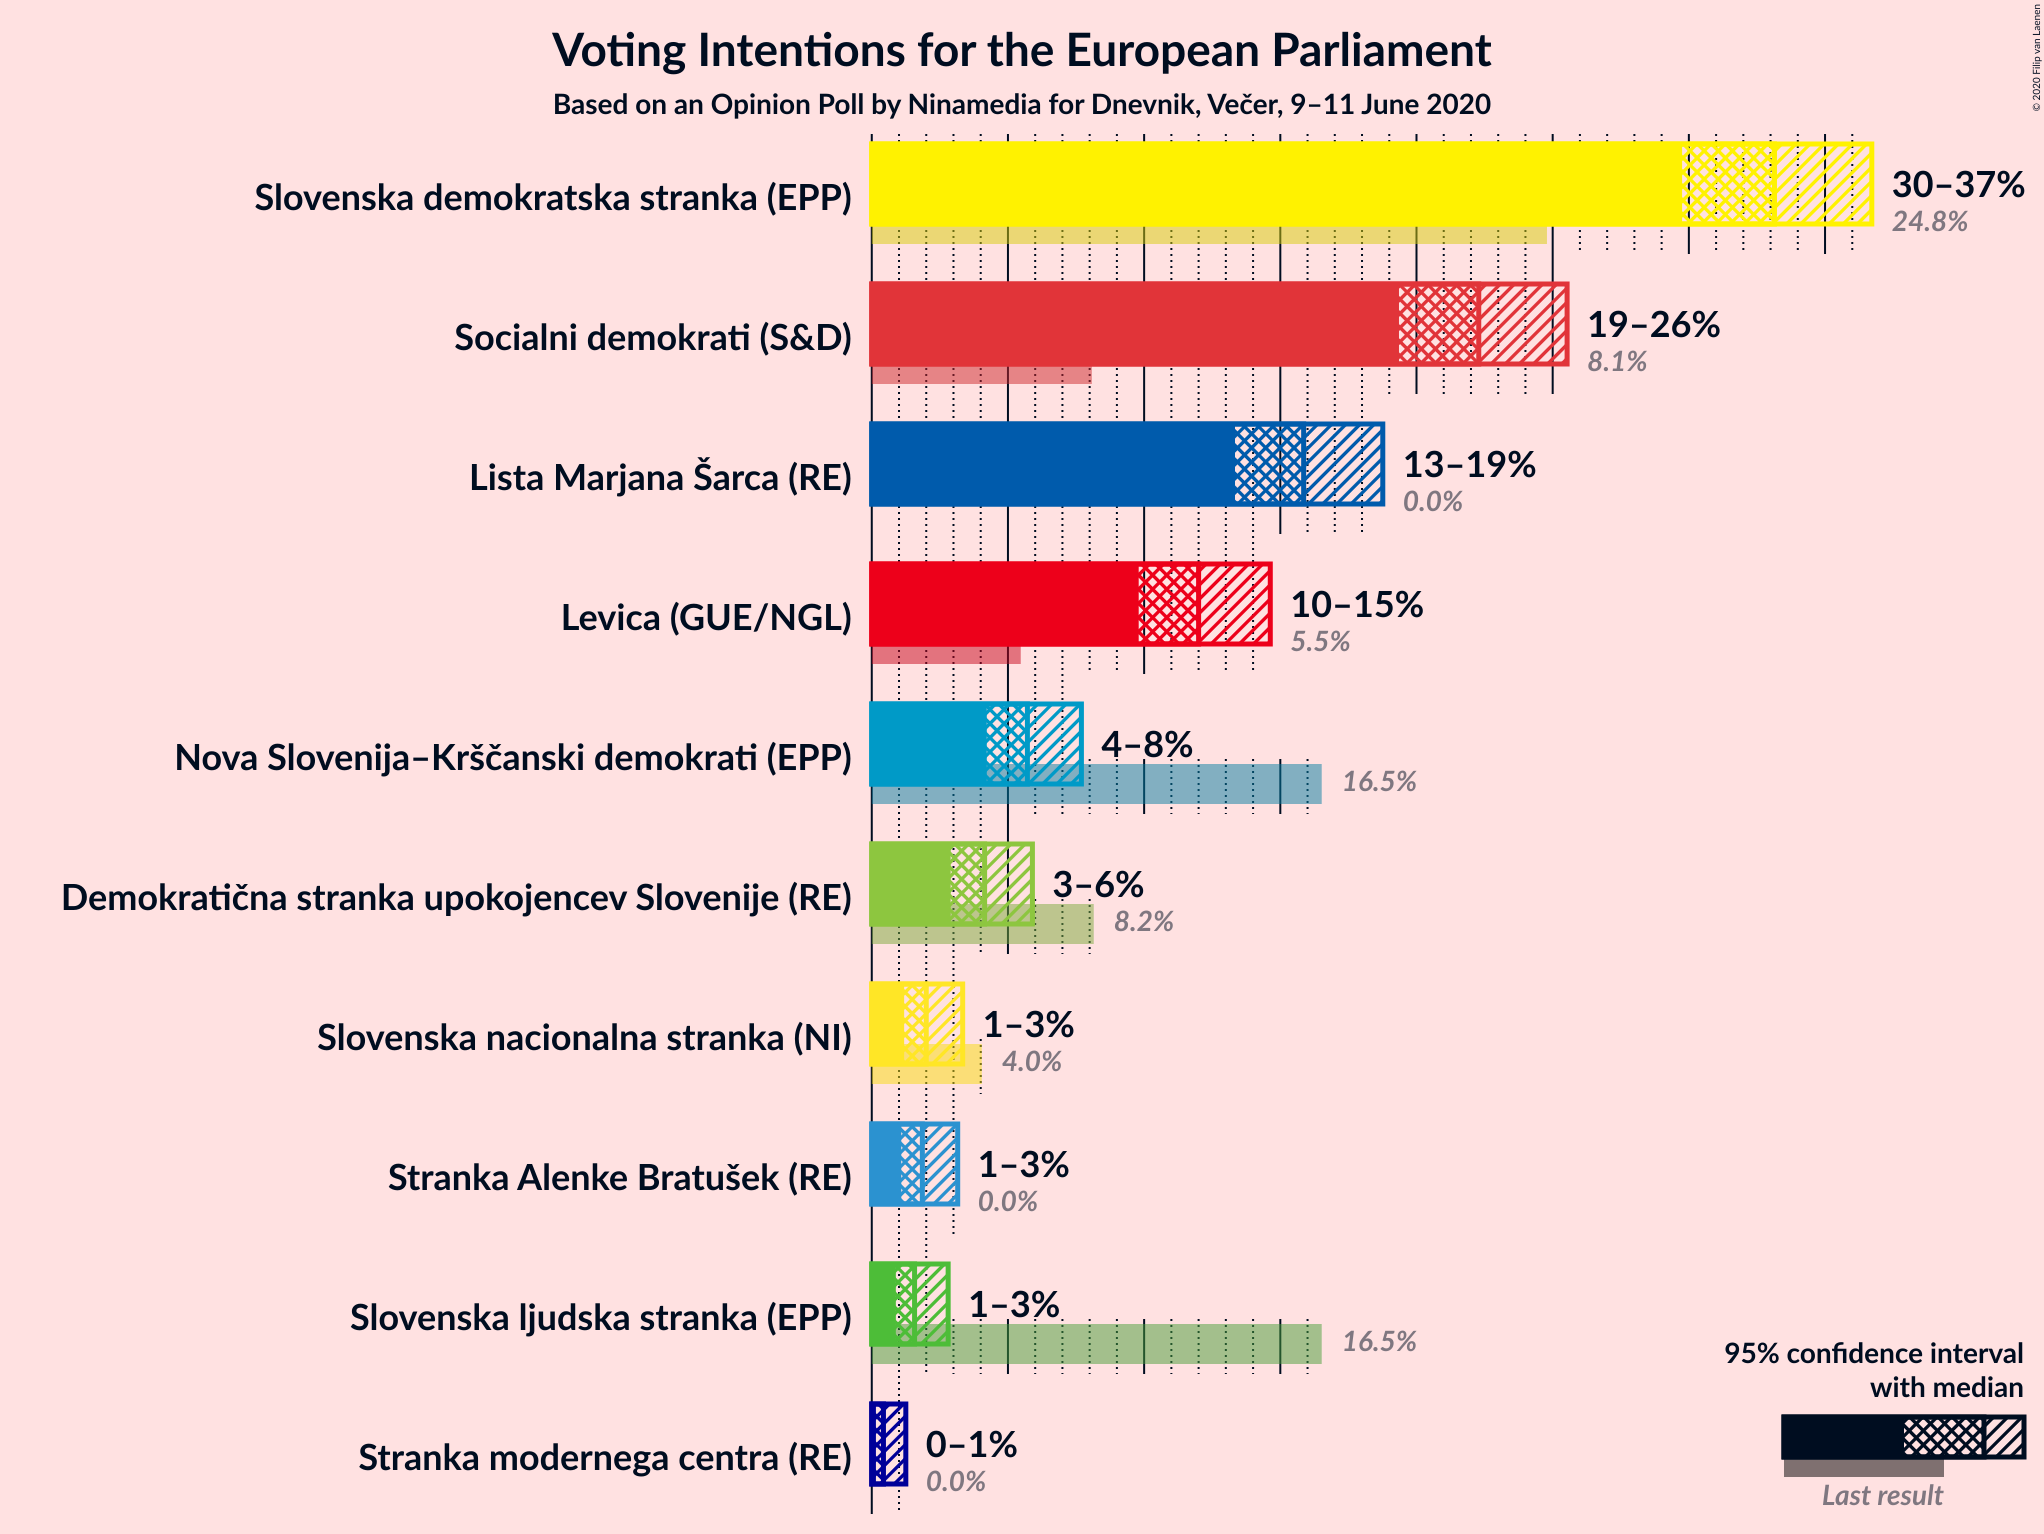 Voting Intentions for the European Parliament
Based on an Opinion Poll by Ninamedia for Dnevnik, Večer, 9–11 June 2020
© 2020 Filip van Laenen
Slovenska demokratska stranka (EPP)
30–37%
24.8%
Socialni demokrati (S&D)
19–26%
8.1%
Lista Marjana Šarca (RE)
13–19%
0.0%
Levica (GUE/NGL)
10–15%
5.5%
Nova Slovenija–Krščanski demokrati (EPP)
4–8%
16.5%
Demokratična stranka upokojencev Slovenije (RE)
3–6%
8.2%
Slovenska nacionalna stranka (NI)
1–3%
4.0%
Stranka Alenke Bratušek (RE)
1–3%
0.0%
Slovenska ljudska stranka (EPP)
1–3%
16.5%
Stranka modernega centra (RE)
0–1%
0.0%
95% confidence interval
with median
Last result